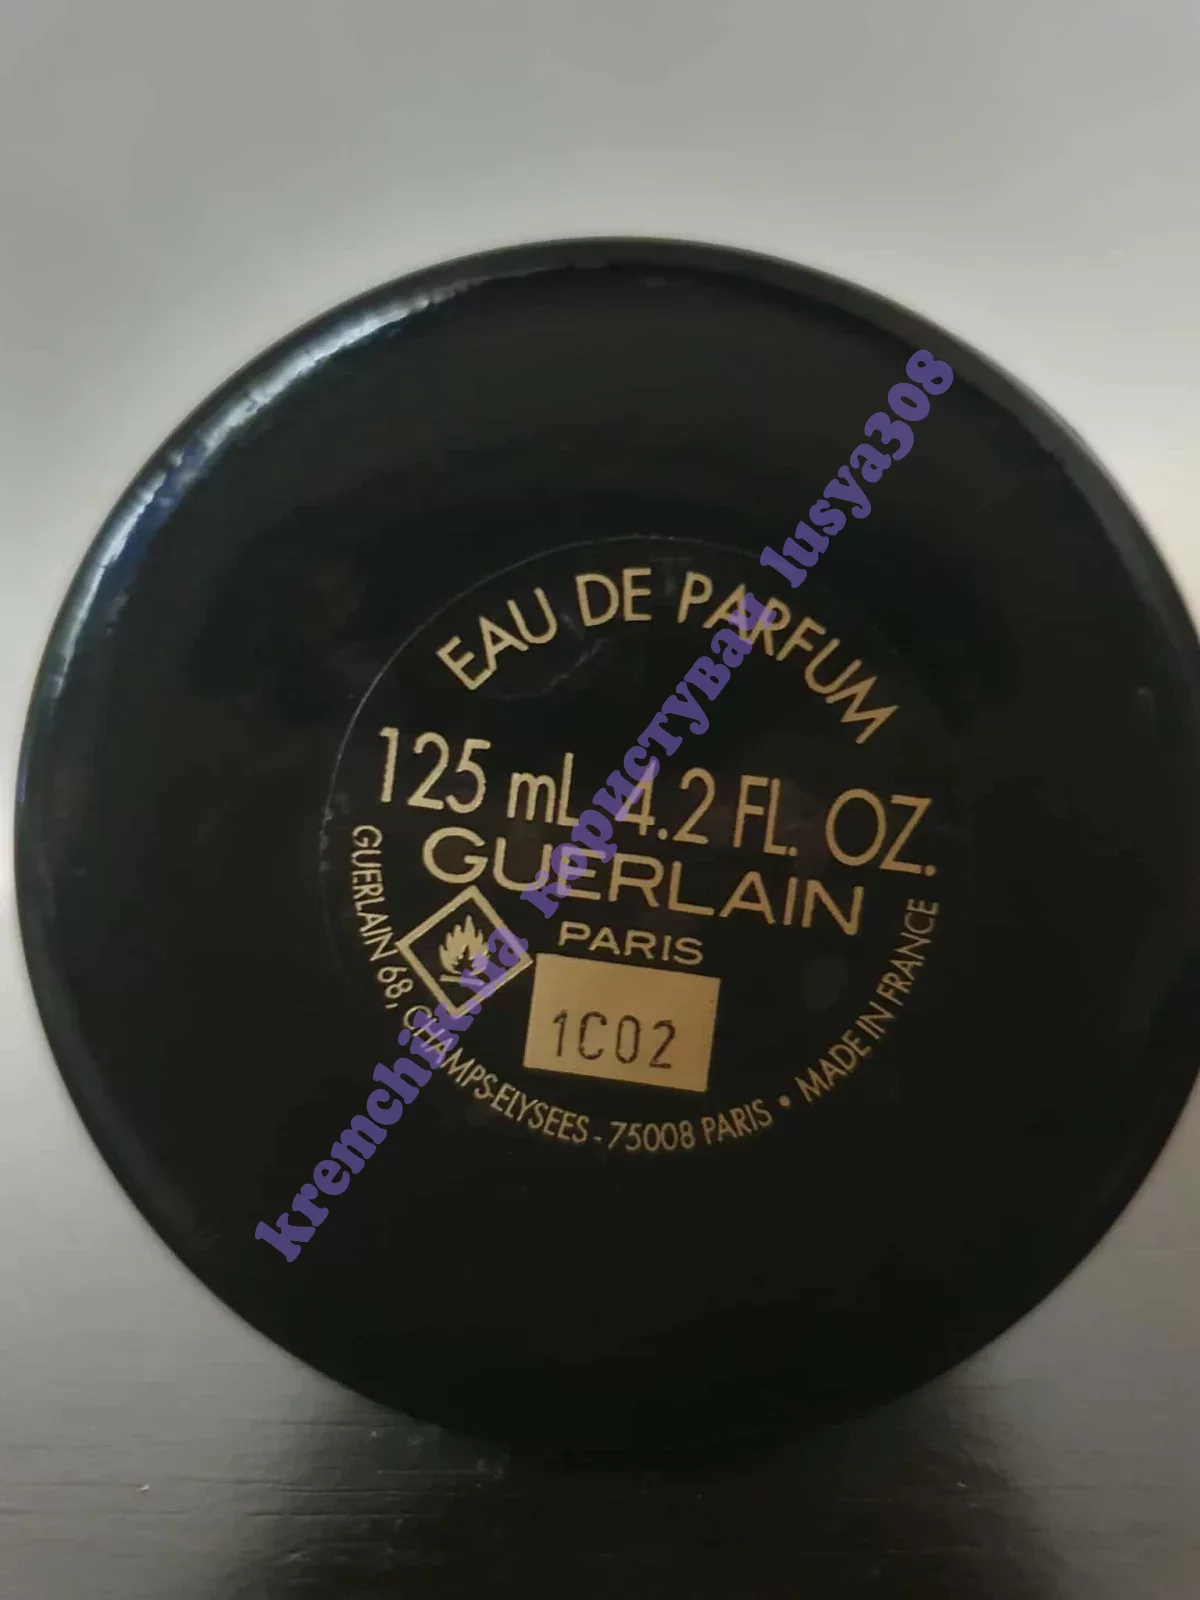 EAU DE PARFUM
125 mL 4.2 FL. OZ.
GUERLAIN
PARIS
1C02
GUERLAIN 68, CHAMPS-ELYSEES - 75008 PARIS • MADE IN FRANCE
kremchik.ua користувач lusya308